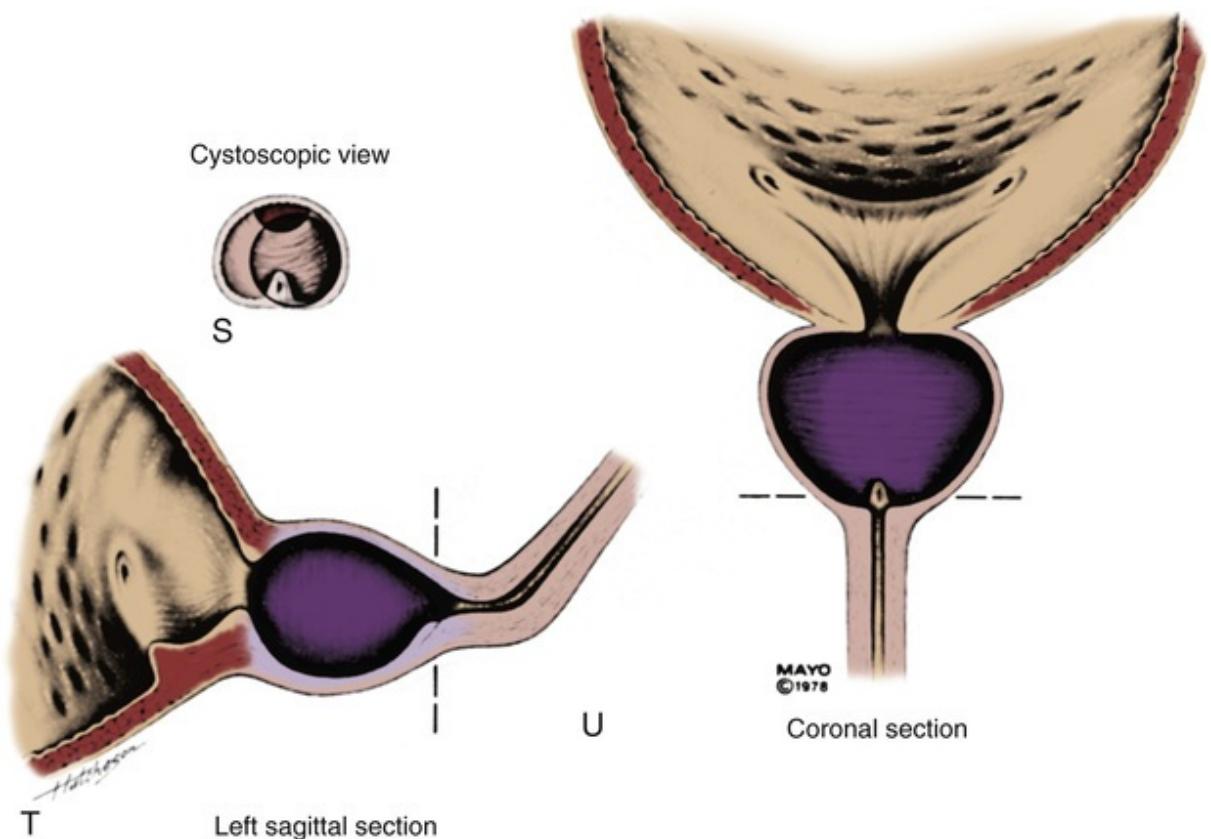 Cystoscopic view
S
MAYO
©1978
U
Coronal section
T
Left sagittal section